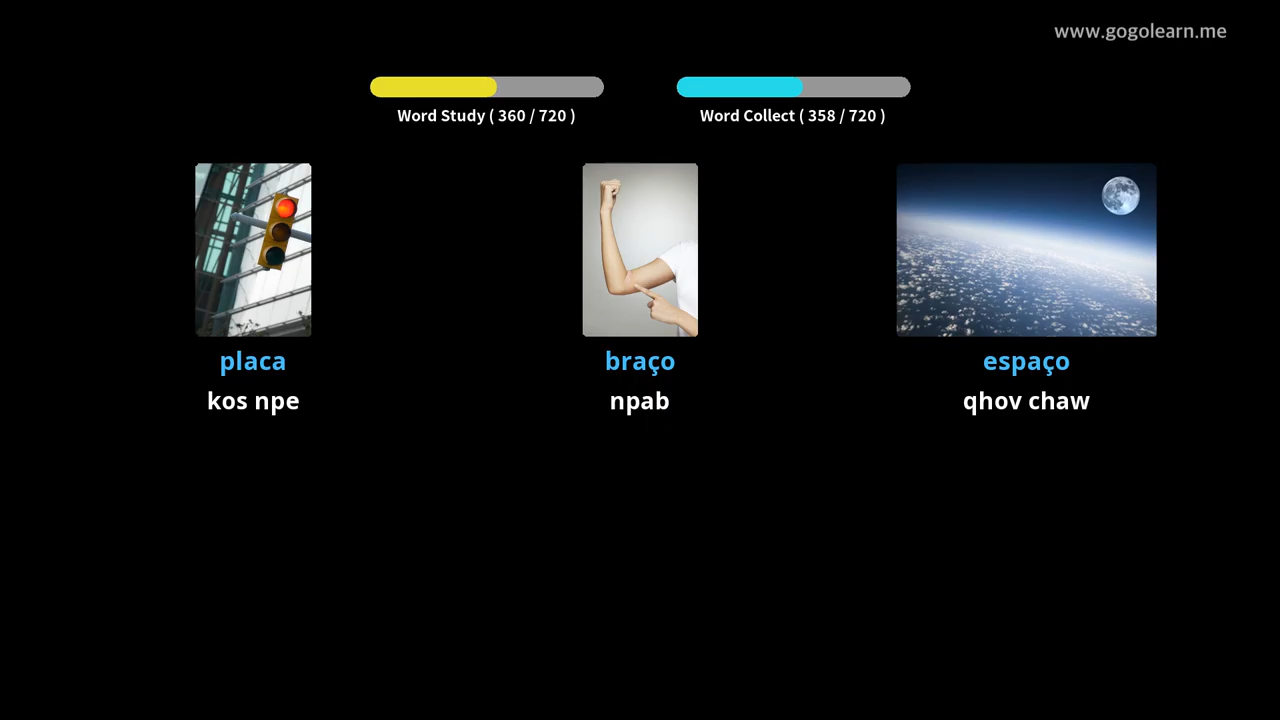 www.gogolearn.me
Word Study ( 360 / 720 )
Word Collect ( 358 / 720 )
placa
braço
espaço
kos npe
npab
qhov chaw